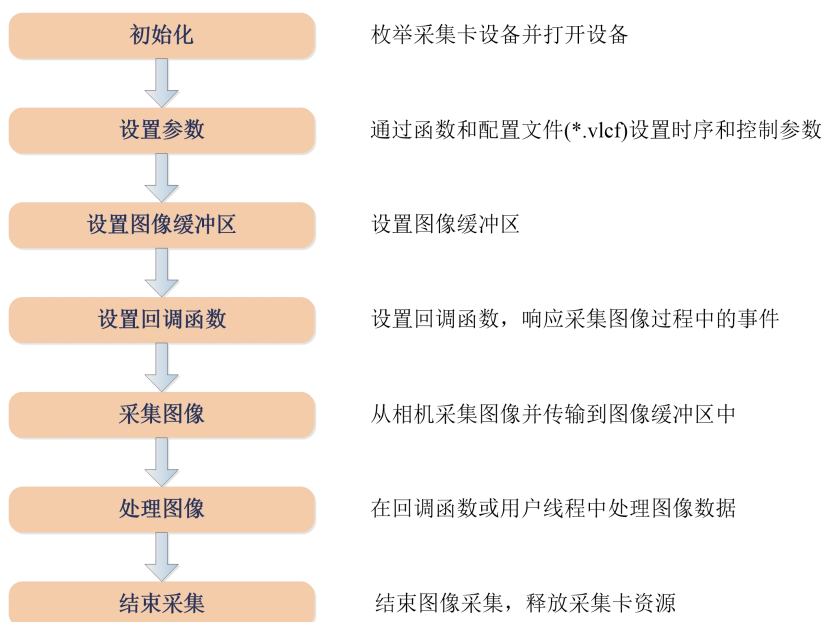 初始化
枚举采集卡设备并打开设备
设置参数
通过函数和配置文件(*.vlcf)设置时序和控制参数
设置图像缓冲区
设置图像缓冲区
设置回调函数
设置回调函数，响应采集图像过程中的事件
采集图像
从相机采集图像并传输到图像缓冲区中
处理图像
在回调函数或用户线程中处理图像数据
结束采集
结束图像采集，释放采集卡资源